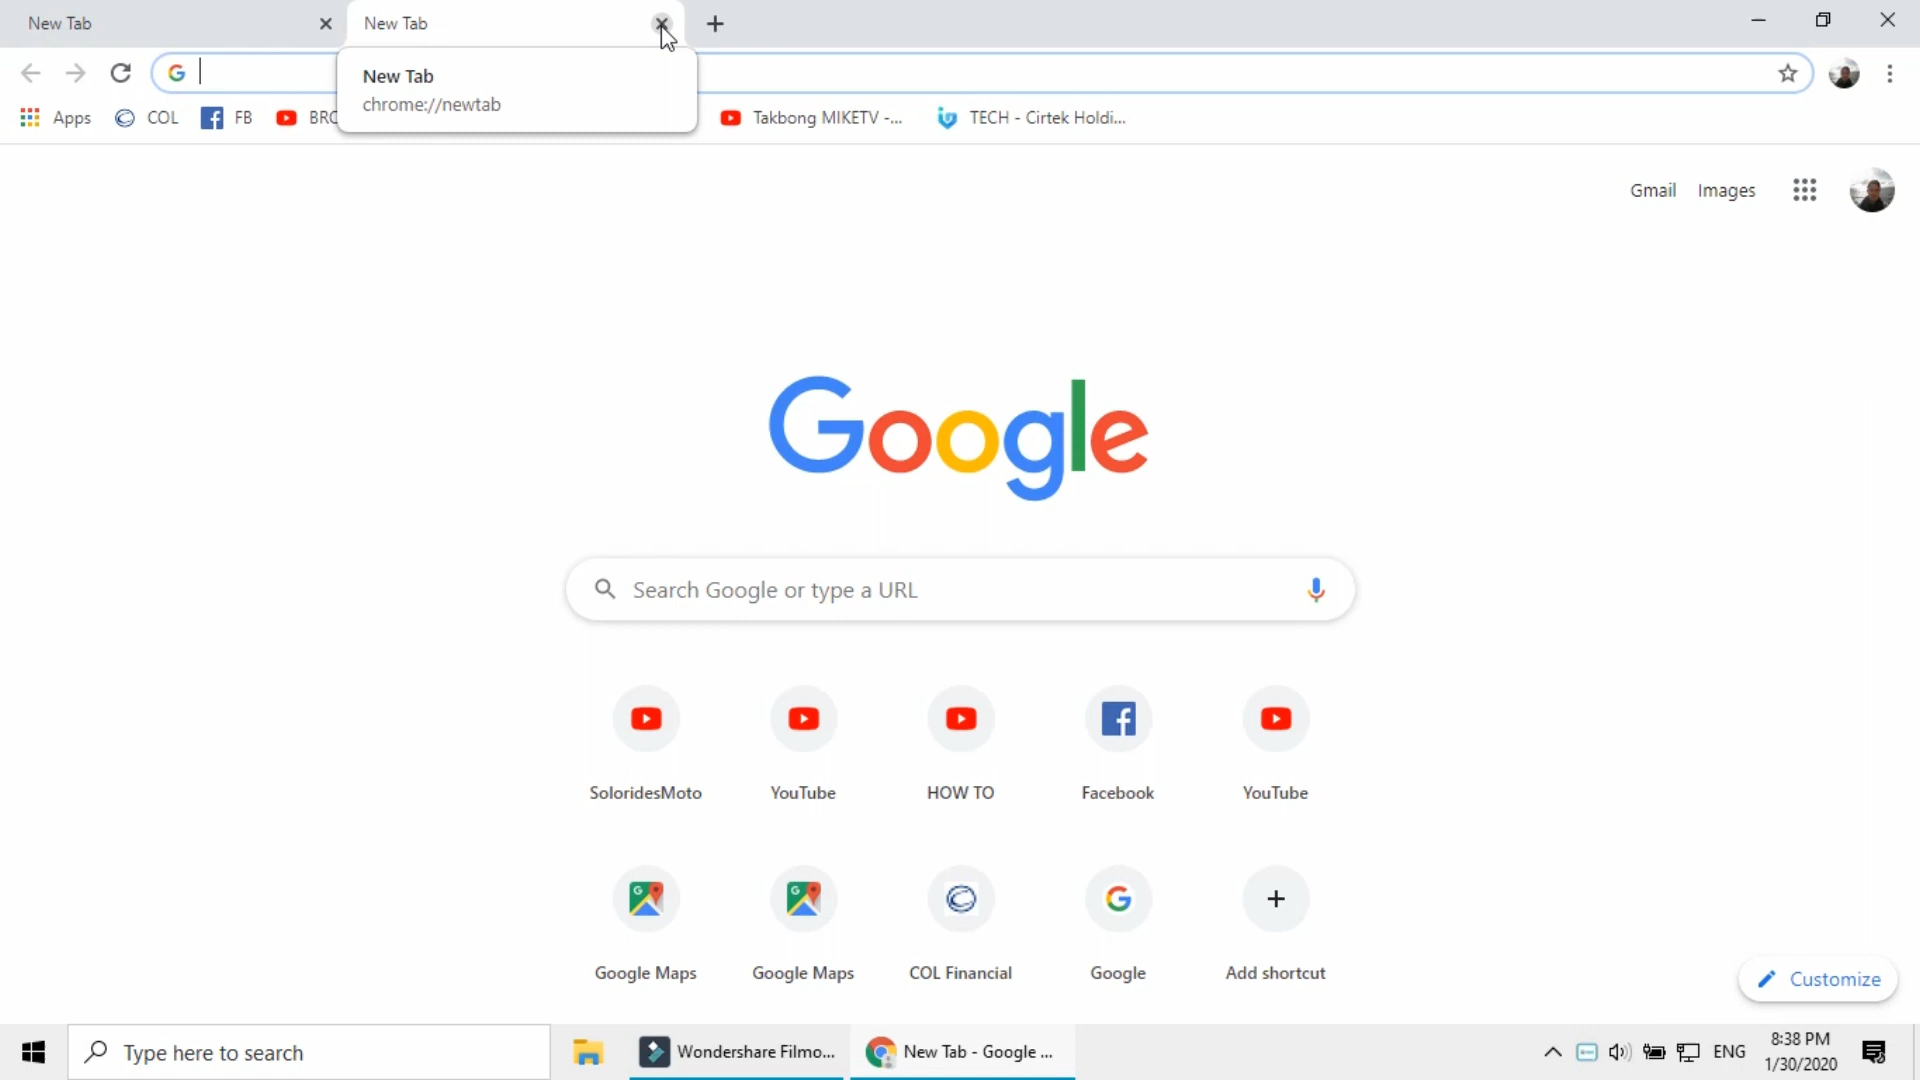 New Tab
New Tab
New Tab
chrome://newtab
Apps
COL
FB
Takbong MIKETV -...
TECH - Cirtek Holdi...
Gmail
Images
Google
Search Google or type a URL
SoloridesMoto
YouTube
HOW TO
Facebook
YouTube
Google Maps
Google Maps
COL Financial
Google
Add shortcut
Customize
Type here to search
Wondershare Filmo...
New Tab - Google ...
ENG
8:38 PM
1/30/2020